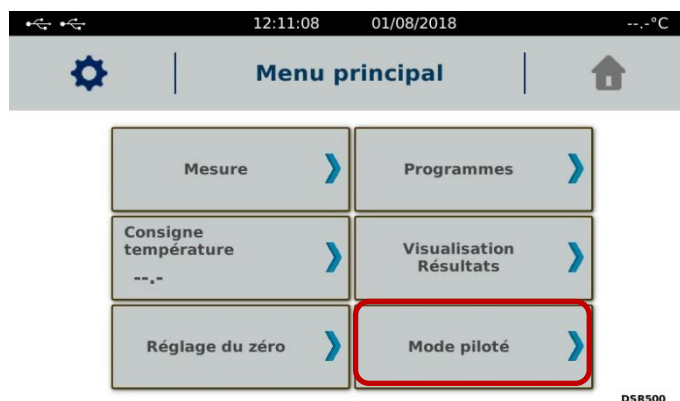 12:11:08 01/08/2018 --.-°C
Menu principal
Mesure
Programmes
Consigne
température
--.-
Visualisation
Résultats
Réglage du zéro
Mode piloté
DSR500